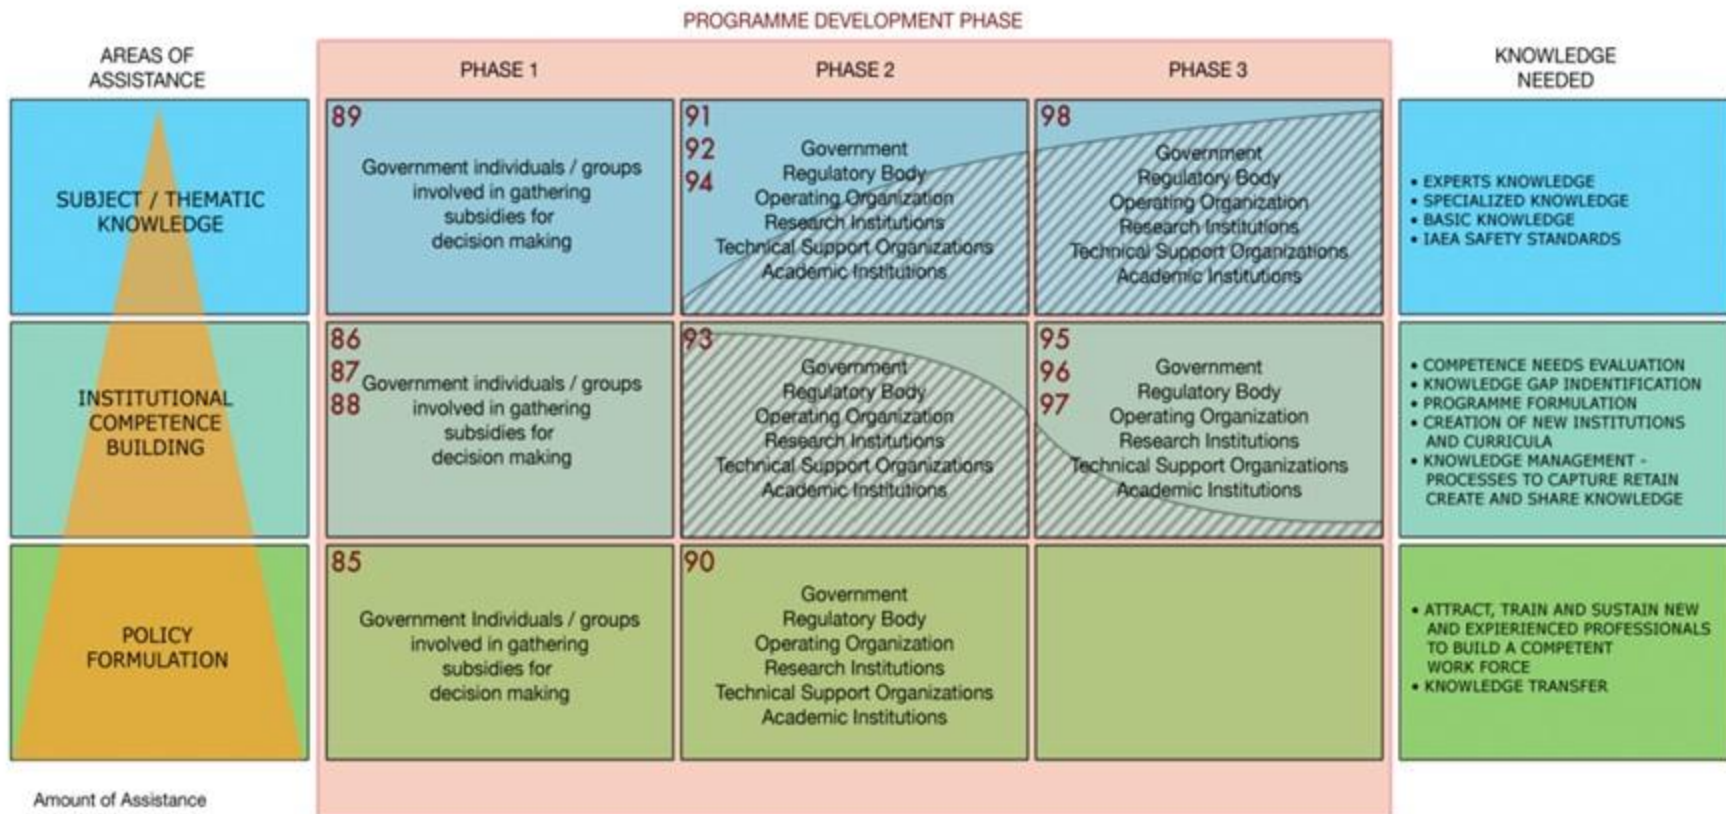 PROGRAMME DEVELOPMENT PHASE
AREAS OF
ASSISTANCE
PHASE 1
PHASE 2
PHASE 3
KNOWLEDGE
NEEDED
SUBJECT / THEMATIC
KNOWLEDGE
89
Government individuals / groups
involved in gathering
subsidies for
decision making
91
92
94
Government
Regulatory Body
Operating Organization
Research Institutions
Technical Support Organizations
Academic Institutions
98
Government
Regulatory Body
Operating Organization
Research Institutions
Technical Support Organizations
Academic Institutions
• EXPERTS KNOWLEDGE
• SPECIALIZED KNOWLEDGE
• BASIC KNOWLEDGE
• IAEA SAFETY STANDARDS
INSTITUTIONAL
COMPETENCE
BUILDING
86
87
88
Government individuals / groups
involved in gathering
subsidies for
decision making
93
Government
Regulatory Body
Operating Organization
Research Institutions
Technical Support Organizations
Academic Institutions
95
96
97
Government
Regulatory Body
Operating Organization
Research Institutions
Technical Support Organizations
Academic Institutions
• COMPETENCE NEEDS EVALUATION
• KNOWLEDGE GAP INDENTIFICATION
• PROGRAMME FORMULATION
• CREATION OF NEW INSTITUTIONS
AND CURRICULA
• KNOWLEDGE MANAGEMENT -
PROCESSES TO CAPTURE RETAIN
CREATE AND SHARE KNOWLEDGE
POLICY
FORMULATION
85
Government Individuals / groups
involved in gathering
subsidies for
decision making
90
Government
Regulatory Body
Operating Organization
Research Institutions
Technical Support Organizations
Academic Institutions
• ATTRACT, TRAIN AND SUSTAIN NEW
AND EXPIERIENCED PROFESSIONALS
TO BUILD A COMPETENT
WORK FORCE
• KNOWLEDGE TRANSFER
Amount of Assistance